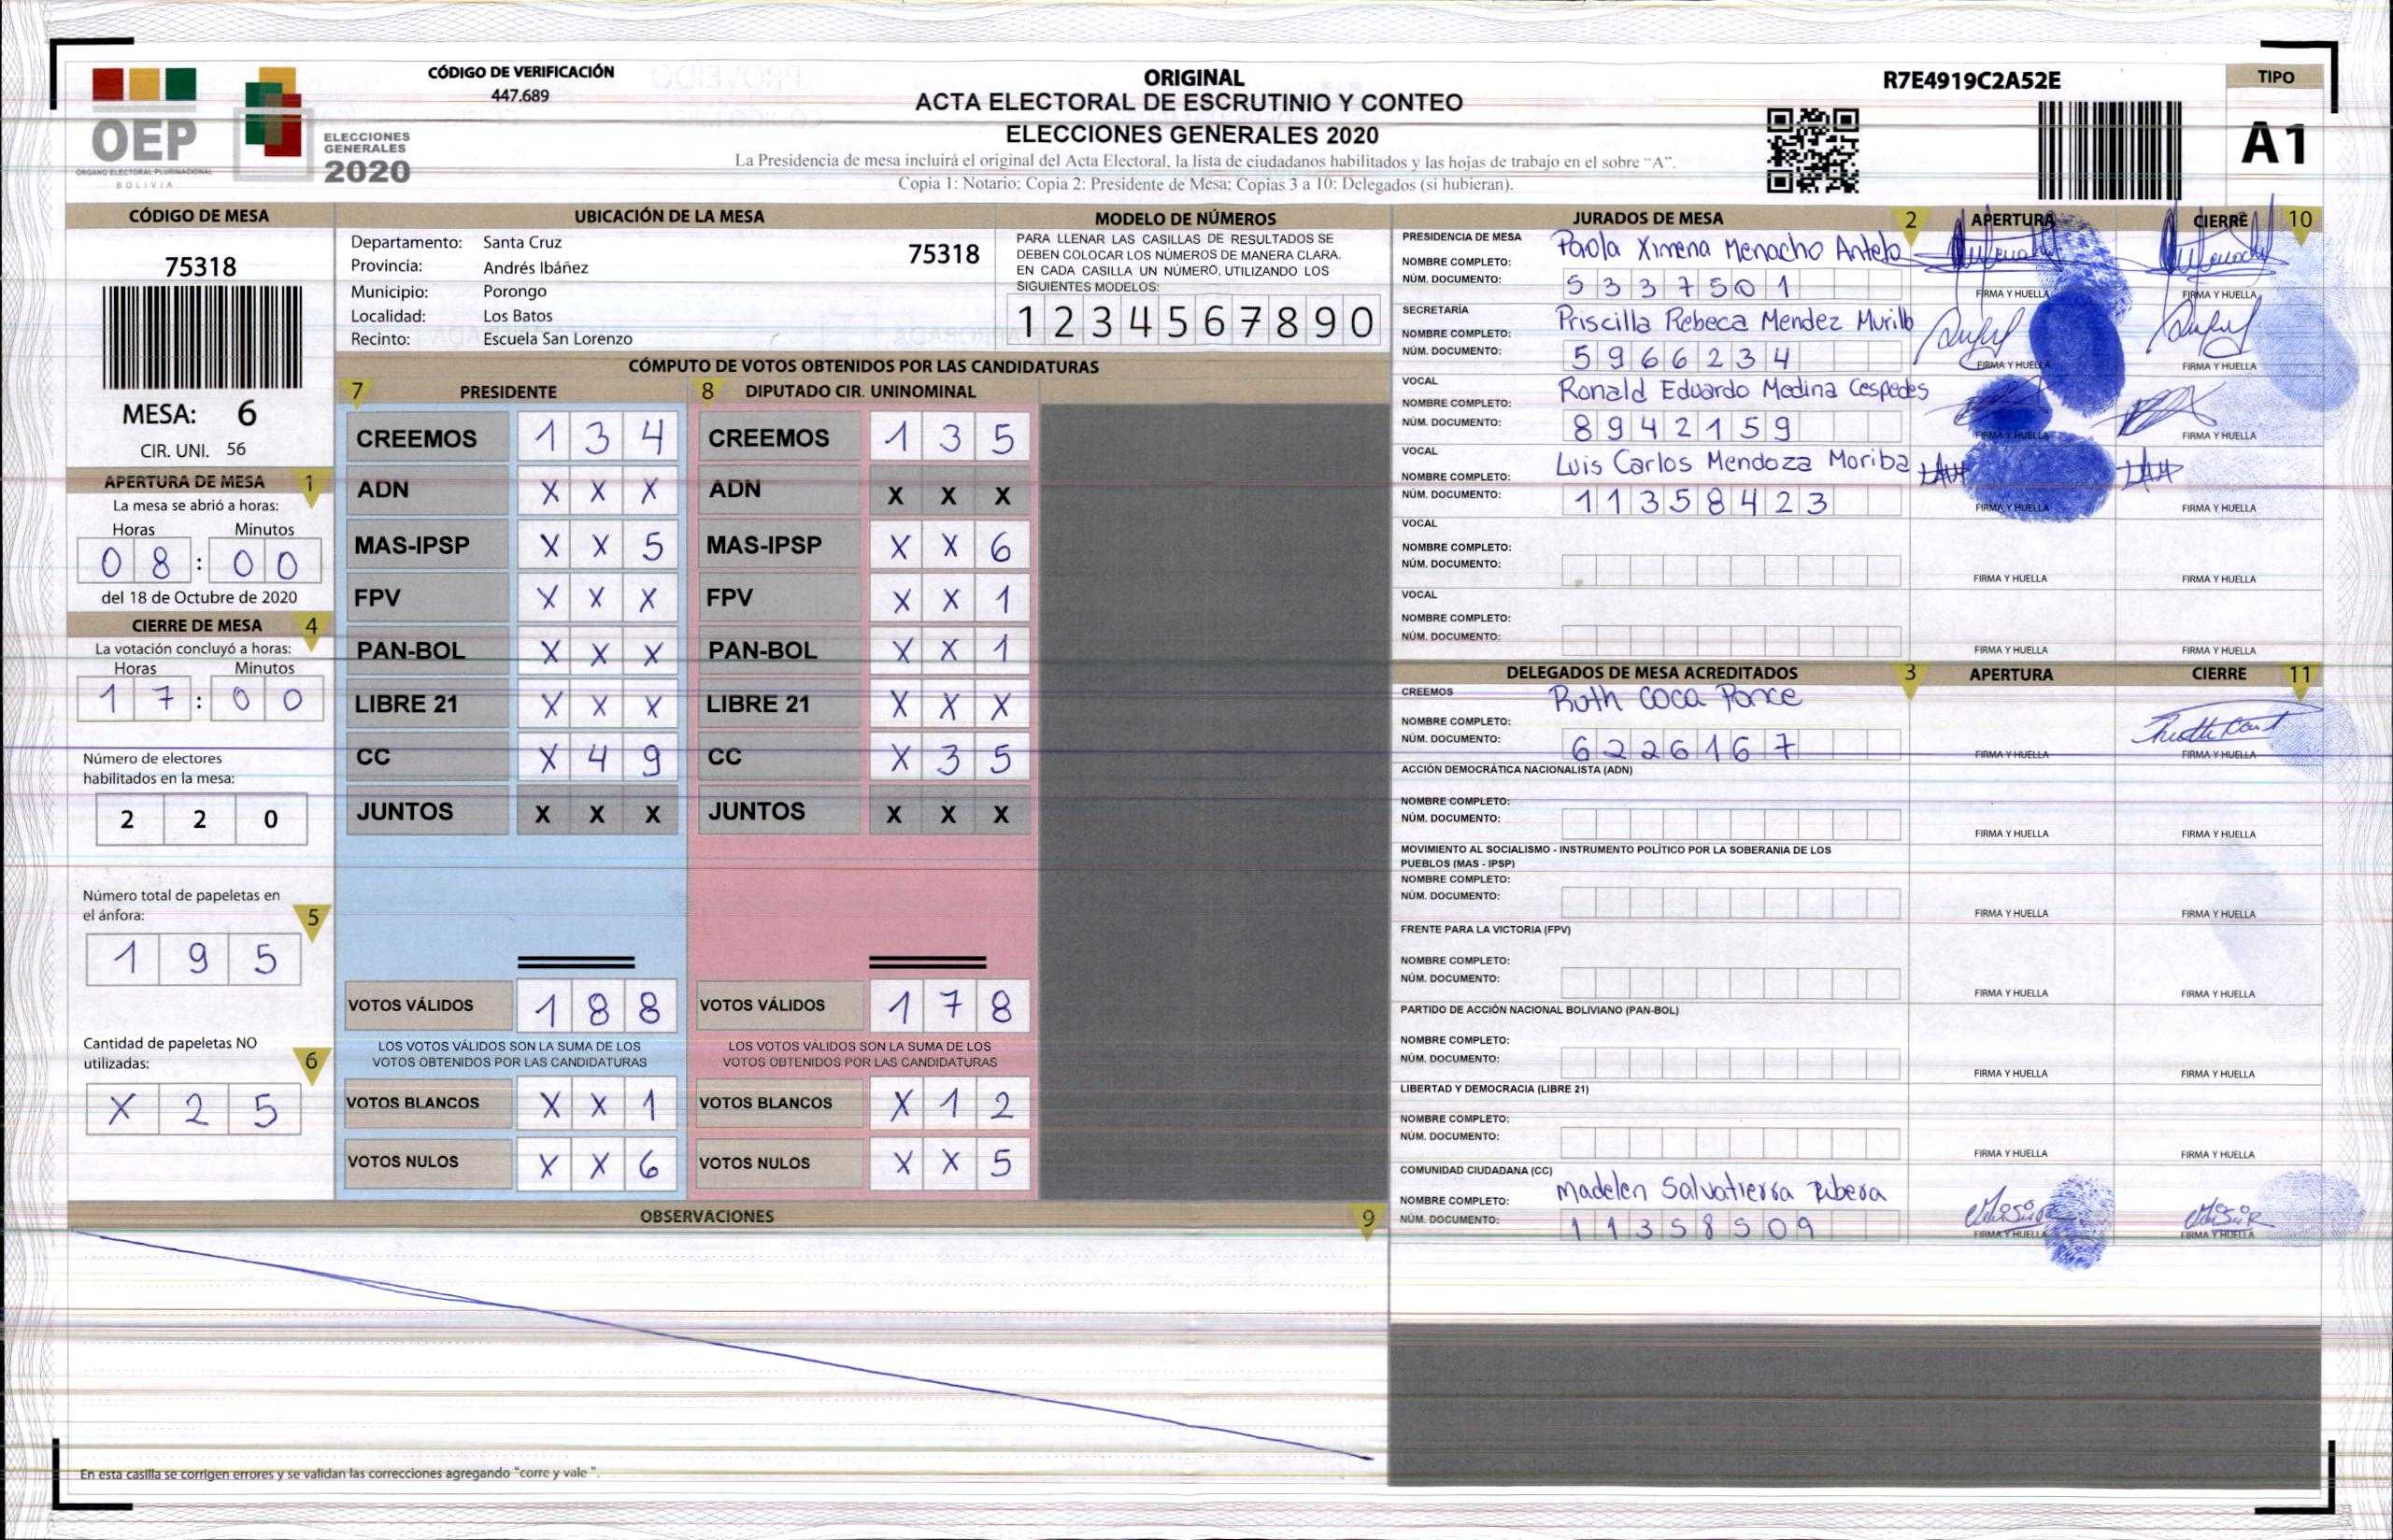 CÓDIGO DE VERIFICACIÓN
447.689
OEP
ÓRGANO ELECTORAL PLURINACIONAL
BOLIVIA
ELECCIONES
GENERALES
2020
ORIGINAL
ACTA ELECTORAL DE ESCRUTINIO Y CONTEO
ELECCIONES GENERALES 2020
La Presidencia de mesa incluirá el original del Acta Electoral, la lista de ciudadanos habilitados y las hojas de trabajo en el sobre "A".
Copia 1: Notario; Copia 2: Presidente de Mesa; Copias 3 a 10: Delegados (si hubieran).
R7E4919C2A52E
TIPO
A1
CÓDIGO DE MESA
75318
MESA: 6
CIR. UNI. 56
APERTURA DE MESA 1
La mesa se abrió a horas:
Horas Minutos
08:00
del 18 de Octubre de 2020
CIERRE DE MESA 4
La votación concluyó a horas:
Horas Minutos
17:00
Número de electores
habilitados en la mesa:
2 2 0
Número total de papeletas en
el ánfora:
5
1 9 5
Cantidad de papeletas NO
utilizadas:
6
X 2 5
UBICACIÓN DE LA MESA
Departamento: Santa Cruz 75318
Provincia: Andrés Ibáñez
Municipio: Porongo
Localidad: Los Batos
Recinto: Escuela San Lorenzo
MODELO DE NÚMEROS
PARA LLENAR LAS CASILLAS DE RESULTADOS SE
DEBEN COLOCAR LOS NÚMEROS DE MANERA CLARA.
EN CADA CASILLA UN NÚMERO, UTILIZANDO LOS
SIGUIENTES MODELOS:
1 2 3 4 5 6 7 8 9 0
CÓMPUTO DE VOTOS OBTENIDOS POR LAS CANDIDATURAS
7 PRESIDENTE 8 DIPUTADO CIR. UNINOMINAL
CREEMOS 1 3 4 CREEMOS 1 3 5
ADN X X X ADN X X X
MAS-IPSP X X 5 MAS-IPSP X X 6
FPV X X X FPV X X 1
PAN-BOL X X X PAN-BOL X X 1
LIBRE 21 X X X LIBRE 21 X X X
CC X 4 9 CC X 3 5
JUNTOS X X X JUNTOS X X X
VOTOS VÁLIDOS 1 8 8 VOTOS VÁLIDOS 1 7 8
LOS VOTOS VÁLIDOS SON LA SUMA DE LOS LOS VOTOS VÁLIDOS SON LA SUMA DE LOS
VOTOS OBTENIDOS POR LAS CANDIDATURAS VOTOS OBTENIDOS POR LAS CANDIDATURAS
VOTOS BLANCOS X X 1 VOTOS BLANCOS X 1 2
VOTOS NULOS X X 6 VOTOS NULOS X X 5
OBSERVACIONES 9
En esta casilla se corrigen errores y se validan las correcciones agregando "corre y vale ".
JURADOS DE MESA 2 APERTURA CIERRE 10
PRESIDENCIA DE MESA
NOMBRE COMPLETO: Paola Ximena Menacho Antelo
NÚM. DOCUMENTO: 5337501
FIRMA Y HUELLA FIRMA Y HUELLA
SECRETARÍA
NOMBRE COMPLETO: Priscilla Rebeca Mendez Murillo
NÚM. DOCUMENTO: 5966234
FIRMA Y HUELLA FIRMA Y HUELLA
VOCAL
NOMBRE COMPLETO: Ronald Eduardo Medina Cespedes
NÚM. DOCUMENTO: 8942159
FIRMA Y HUELLA FIRMA Y HUELLA
VOCAL
NOMBRE COMPLETO: Luis Carlos Mendoza Moriba
NÚM. DOCUMENTO: 11358423
FIRMA Y HUELLA FIRMA Y HUELLA
VOCAL
NOMBRE COMPLETO:
NÚM. DOCUMENTO:
FIRMA Y HUELLA FIRMA Y HUELLA
VOCAL
NOMBRE COMPLETO:
NÚM. DOCUMENTO:
FIRMA Y HUELLA FIRMA Y HUELLA
DELEGADOS DE MESA ACREDITADOS 3 APERTURA CIERRE 11
CREEMOS
NOMBRE COMPLETO: Ruth Coca Ponce
NÚM. DOCUMENTO: 6226167
FIRMA Y HUELLA FIRMA Y HUELLA
ACCIÓN DEMOCRÁTICA NACIONALISTA (ADN)
NOMBRE COMPLETO:
NÚM. DOCUMENTO:
FIRMA Y HUELLA FIRMA Y HUELLA
MOVIMIENTO AL SOCIALISMO - INSTRUMENTO POLÍTICO POR LA SOBERANIA DE LOS
PUEBLOS (MAS - IPSP)
NOMBRE COMPLETO:
NÚM. DOCUMENTO:
FIRMA Y HUELLA FIRMA Y HUELLA
FRENTE PARA LA VICTORIA (FPV)
NOMBRE COMPLETO:
NÚM. DOCUMENTO:
FIRMA Y HUELLA FIRMA Y HUELLA
PARTIDO DE ACCIÓN NACIONAL BOLIVIANO (PAN-BOL)
NOMBRE COMPLETO:
NÚM. DOCUMENTO:
FIRMA Y HUELLA FIRMA Y HUELLA
LIBERTAD Y DEMOCRACIA (LIBRE 21)
NOMBRE COMPLETO:
NÚM. DOCUMENTO:
FIRMA Y HUELLA FIRMA Y HUELLA
COMUNIDAD CIUDADANA (CC)
NOMBRE COMPLETO: Madelen Salvatierra Ribera
NÚM. DOCUMENTO: 11358509
FIRMA Y HUELLA FIRMA Y HUELLA